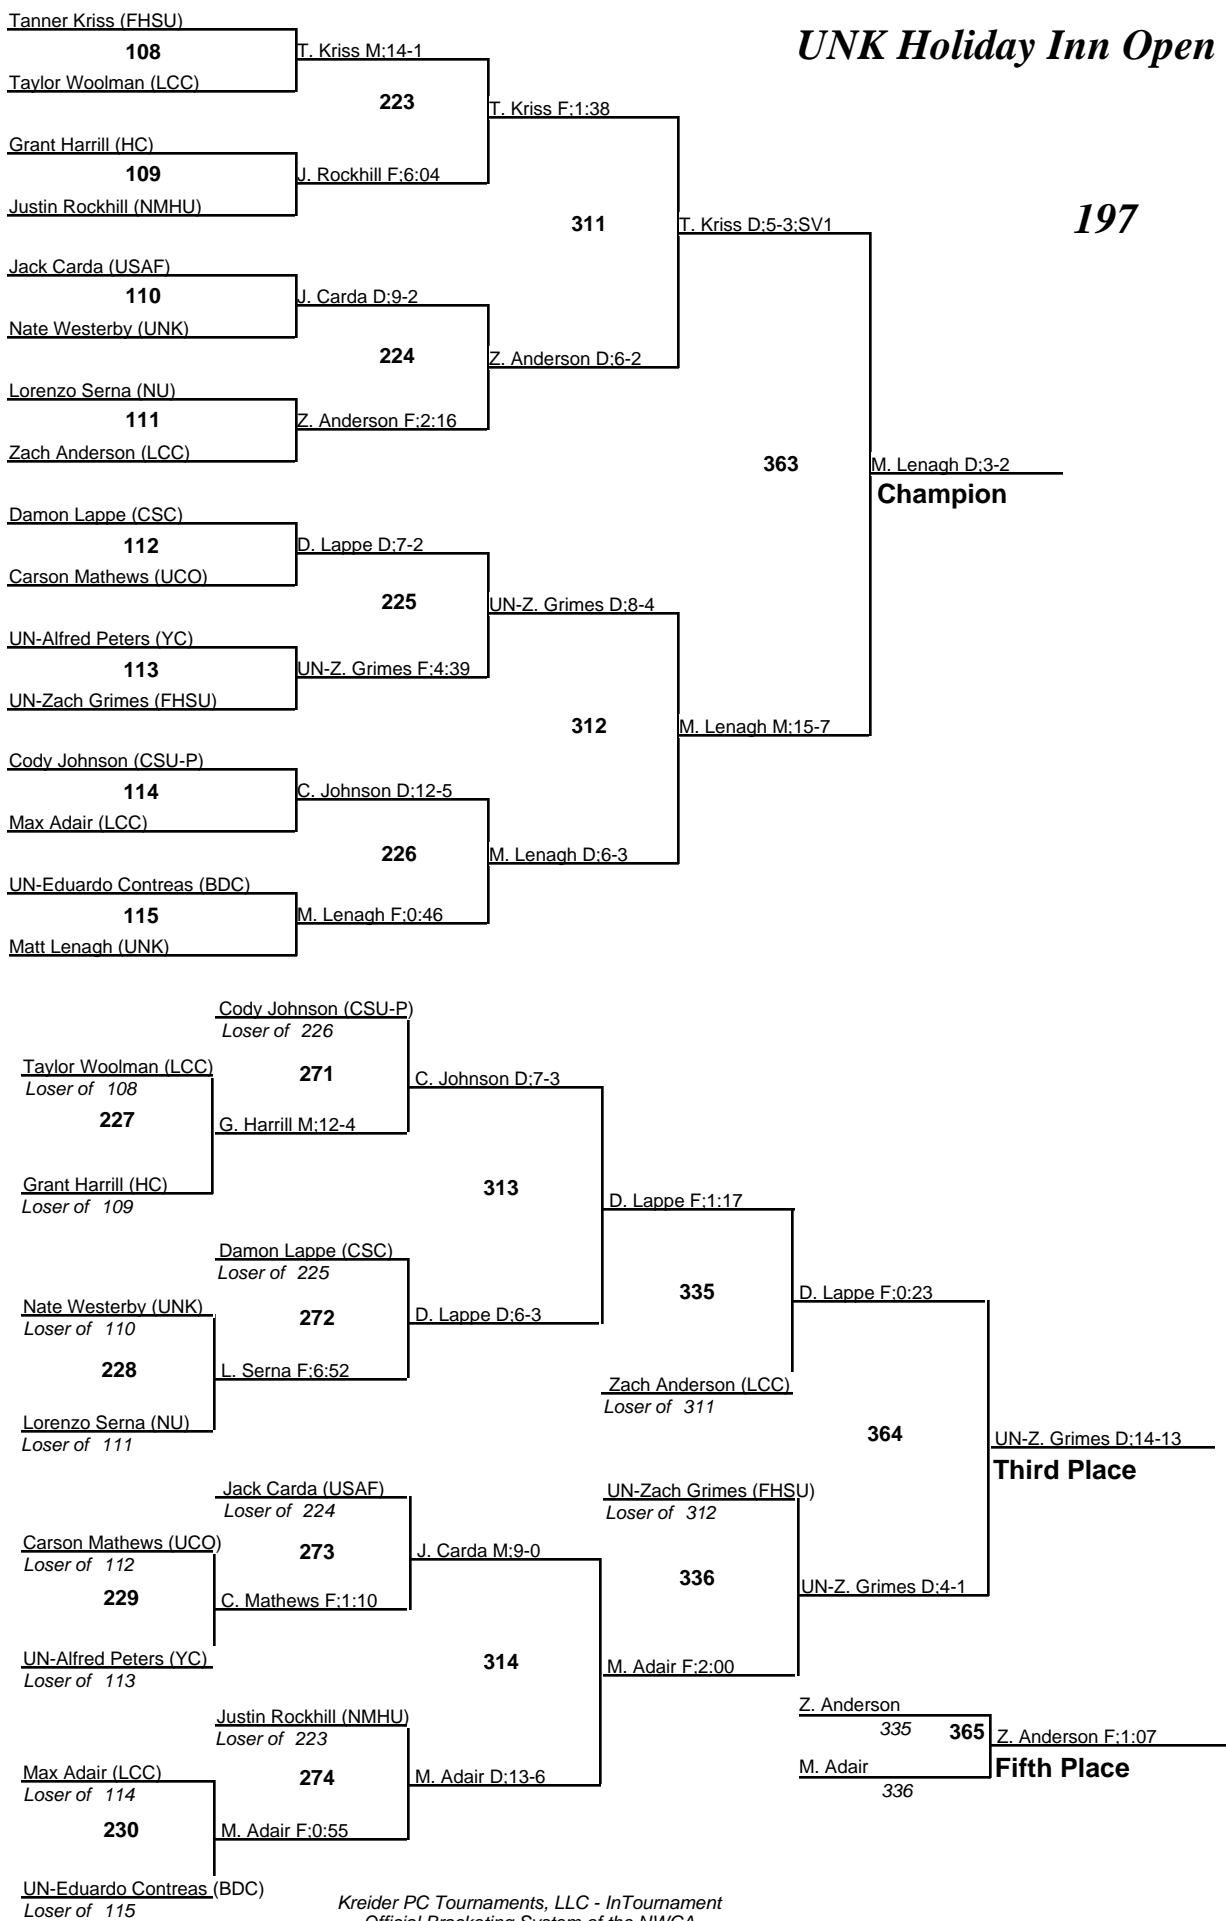 Tanner Kriss (FHSU)
UNK Holiday Inn Open
108
T. Kriss M;14-1
Taylor Woolman (LCC)
223
T. Kriss F;1:38
Grant Harrill (HC)
109
J. Rockhill F;6:04
Justin Rockhill (NMHU)
311
T. Kriss D;5-3;SV1
197
Jack Carda (USAF)
110
J. Carda D;9-2
Nate Westerby (UNK)
224
Z. Anderson D;6-2
Lorenzo Serna (NU)
111
Z. Anderson F;2:16
Zach Anderson (LCC)
363
M. Lenagh D;3-2
Champion
Damon Lappe (CSC)
112
D. Lappe D;7-2
Carson Mathews (UCO)
225
UN-Z. Grimes D;8-4
UN-Alfred Peters (YC)
113
UN-Z. Grimes F;4:39
UN-Zach Grimes (FHSU)
312
M. Lenagh M;15-7
Cody Johnson (CSU-P)
114
C. Johnson D;12-5
Max Adair (LCC)
226
M. Lenagh D;6-3
UN-Eduardo Contreas (BDC)
115
M. Lenagh F;0:46
Matt Lenagh (UNK)
Cody Johnson (CSU-P)
Loser of 226
Taylor Woolman (LCC)
Loser of 108
271
C. Johnson D;7-3
227
G. Harrill M;12-4
Grant Harrill (HC)
Loser of 109
313
D. Lappe F;1:17
Damon Lappe (CSC)
Loser of 225
Nate Westerby (UNK)
Loser of 110
272
D. Lappe D;6-3
335
D. Lappe F;0:23
228
L. Serna F;6:52
Zach Anderson (LCC)
Loser of 311
Lorenzo Serna (NU)
Loser of 111
364
UN-Z. Grimes D;14-13
Third Place
Jack Carda (USAF)
Loser of 224
UN-Zach Grimes (FHSU)
Loser of 312
Carson Mathews (UCO)
Loser of 112
273
J. Carda M;9-0
336
UN-Z. Grimes D;4-1
229
C. Mathews F;1:10
UN-Alfred Peters (YC)
Loser of 113
314
M. Adair F;2:00
Justin Rockhill (NMHU)
Loser of 223
Z. Anderson
335
365
Z. Anderson F;1:07
Fifth Place
Max Adair (LCC)
Loser of 114
274
M. Adair D;13-6
M. Adair
336
230
M. Adair F;0:55
UN-Eduardo Contreas (BDC)
Loser of 115
Kreider PC Tournaments, LLC - InTournament
Official Bracketing System of the NWCA